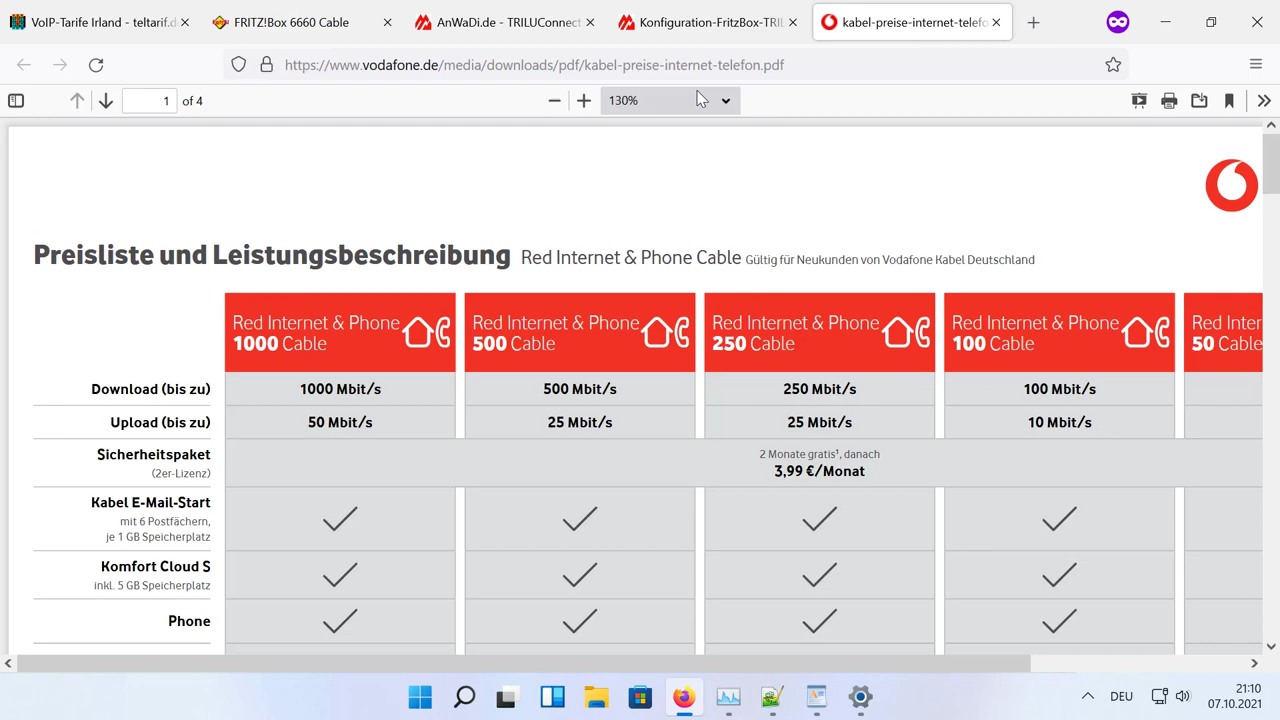 VoIP-Tarife Irland - teltarif.d
FRITZ!Box 6660 Cable
AnWaDi.de - TRILUConnect
Konfiguration-FritzBox-TRIL
kabel-preise-internet-telefo
https://www.vodafone.de/media/downloads/pdf/kabel-preise-internet-telefon.pdf
1 of 4
130%
Preisliste und Leistungsbeschreibung Red Internet & Phone Cable Gültig für Neukunden von Vodafone Kabel Deutschland
Red Internet & Phone
1000 Cable
Red Internet & Phone
500 Cable
Red Internet & Phone
250 Cable
Red Internet & Phone
100 Cable
Red Inter
50 Cable
Download (bis zu) 1000 Mbit/s 500 Mbit/s 250 Mbit/s 100 Mbit/s
Upload (bis zu) 50 Mbit/s 25 Mbit/s 25 Mbit/s 10 Mbit/s
Sicherheitspaket
(2er-Lizenz)
2 Monate gratis¹, danach
3,99 €/Monat
Kabel E-Mail-Start
mit 6 Postfächern,
je 1 GB Speicherplatz
Komfort Cloud S
inkl. 5 GB Speicherplatz
Phone
DEU
21:10
07.10.2021